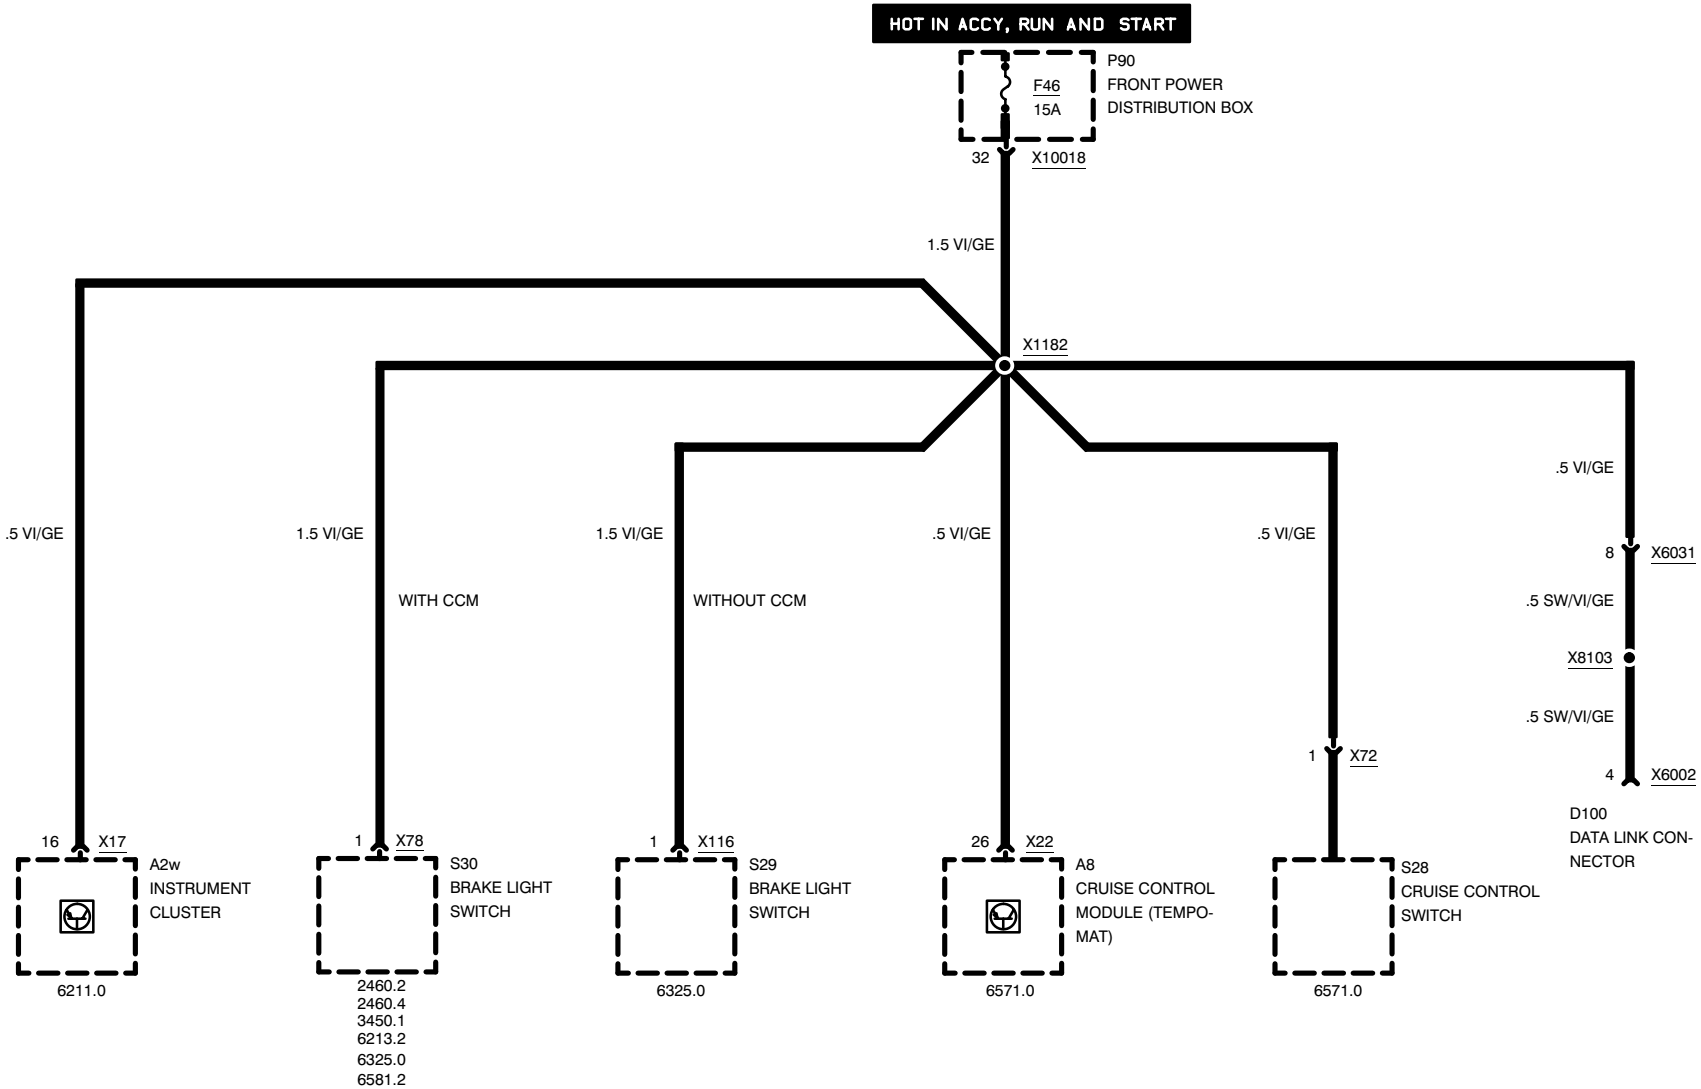 HOT IN ACCY, RUN AND START
P90
FRONT POWER
DISTRIBUTION BOX
F46
15A
32
X10018
1.5 VI/GE
X1182
.5 VI/GE
1.5 VI/GE
1.5 VI/GE
.5 VI/GE
.5 VI/GE
.5 VI/GE
WITH CCM
WITHOUT CCM
8
X6031
.5 SW/VI/GE
X8103
.5 SW/VI/GE
1
X72
4
X6002
D100
DATA LINK CON-
NECTOR
16
X17
A2w
INSTRUMENT
CLUSTER
6211.0
1
X78
S30
BRAKE LIGHT
SWITCH
2460.2
2460.4
3450.1
6213.2
6325.0
6581.2
1
X116
S29
BRAKE LIGHT
SWITCH
6325.0
26
X22
A8
CRUISE CONTROL
MODULE (TEMPO-
MAT)
6571.0
S28
CRUISE CONTROL
SWITCH
6571.0